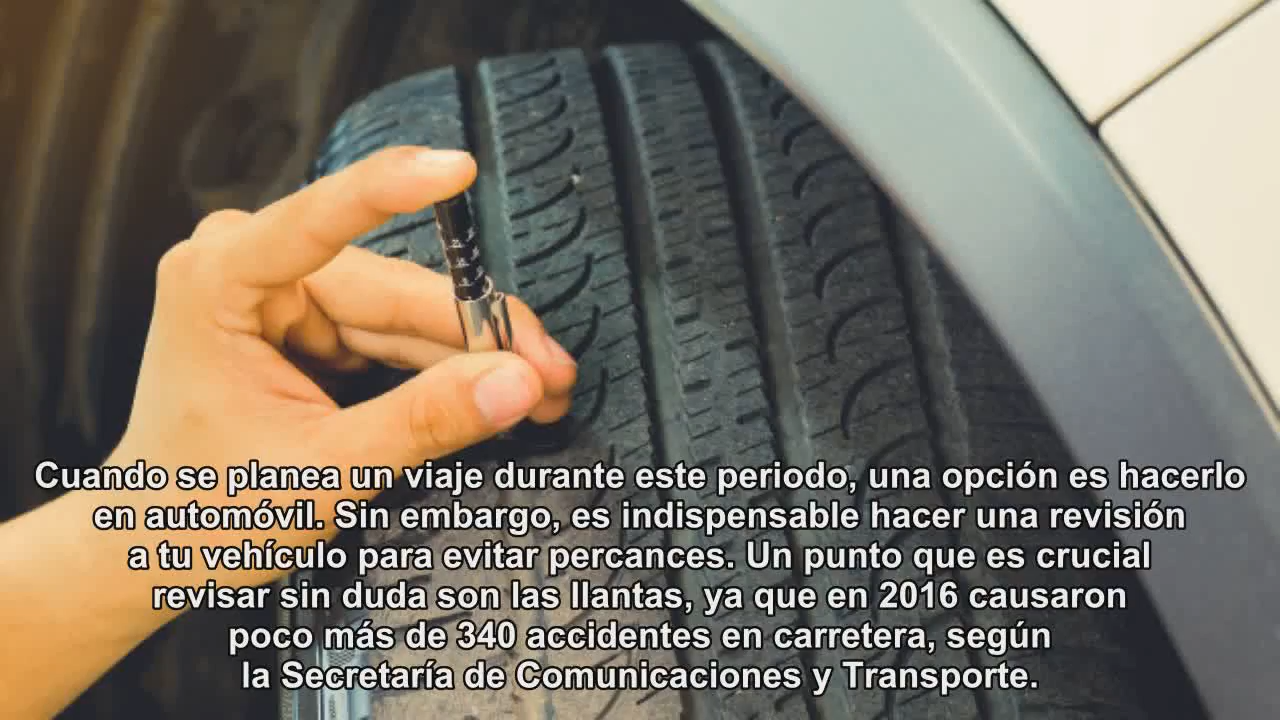 Cuando se planea un viaje durante este periodo, una opción es hacerlo
en automóvil. Sin embargo, es indispensable hacer una revisión
a tu vehículo para evitar percances. Un punto que es crucial
revisar sin duda son las llantas, ya que en 2016 causaron
poco más de 340 accidentes en carretera, según
la Secretaría de Comunicaciones y Transporte.